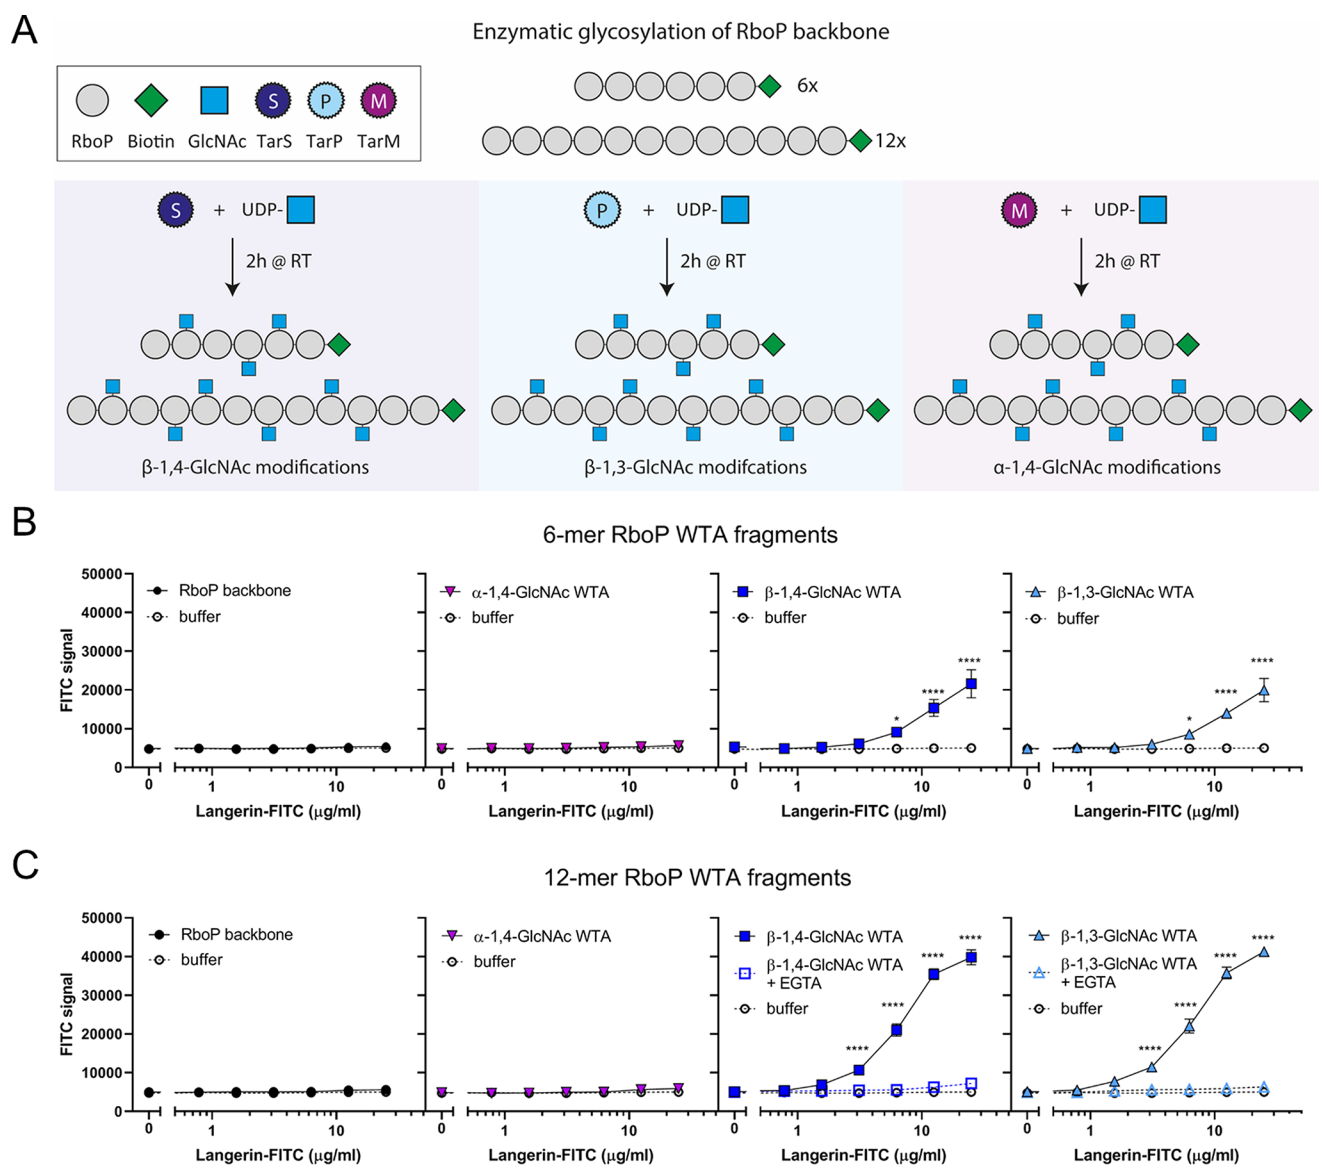 A
Enzymatic glycosylation of RboP backbone
6x
12x
RboP Biotin GlcNAc TarS TarP TarM
S P M
S + UDP-
2h @ RT
β-1,4-GlcNAc modifcations
P + UDP-
2h @ RT
β-1,3-GlcNAc modifcations
M + UDP-
2h @ RT
α-1,4-GlcNAc modifications
B
6-mer RboP WTA fragments
FITC signal
50000
40000
30000
20000
10000
0
RboP backbone
buffer
0 1 10
Langerin-FITC (μg/ml)
α-1,4-GlcNAc WTA
buffer
0 1 10
Langerin-FITC (μg/ml)
β-1,4-GlcNAc WTA
buffer
* **** ****
0 1 10
Langerin-FITC (μg/ml)
β-1,3-GlcNAc WTA
buffer
* **** ****
0 1 10
Langerin-FITC (μg/ml)
C
12-mer RboP WTA fragments
FITC signal
50000
40000
30000
20000
10000
0
RboP backbone
buffer
0 1 10
Langerin-FITC (μg/ml)
α-1,4-GlcNAc WTA
buffer
0 1 10
Langerin-FITC (μg/ml)
β-1,4-GlcNAc WTA
β-1,4-GlcNAc WTA
+ EGTA
buffer
**** **** **** ****
0 1 10
Langerin-FITC (μg/ml)
β-1,3-GlcNAc WTA
β-1,3-GlcNAc WTA
+ EGTA
buffer
**** **** **** ****
0 1 10
Langerin-FITC (μg/ml)